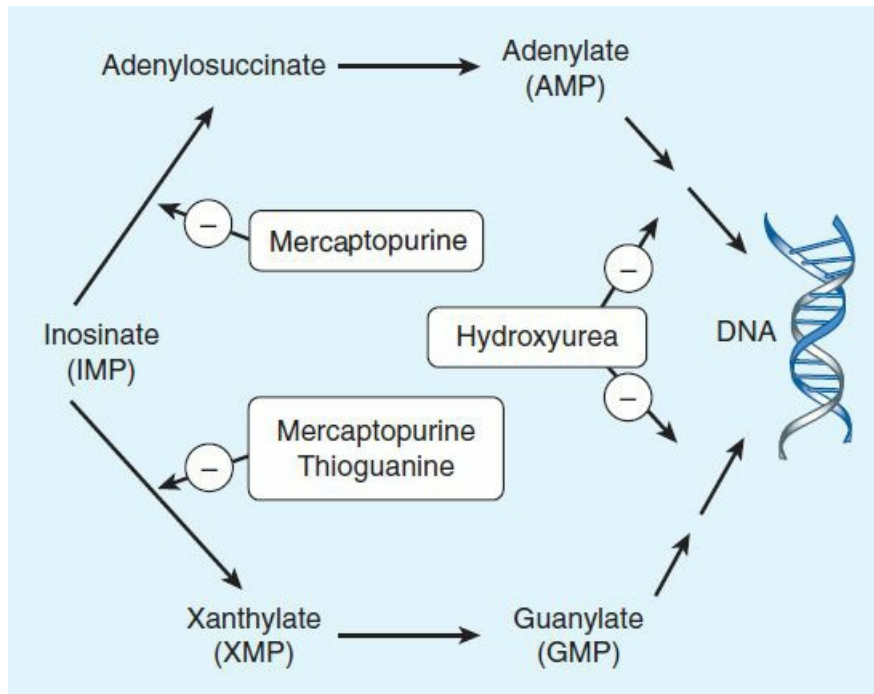 Adenylosuccinate
Adenylate
(AMP)
−
Mercaptopurine
−
Inosinate
(IMP)
Hydroxyurea
DNA
−
Mercaptopurine
Thioguanine
−
Xanthylate
(XMP)
Guanylate
(GMP)